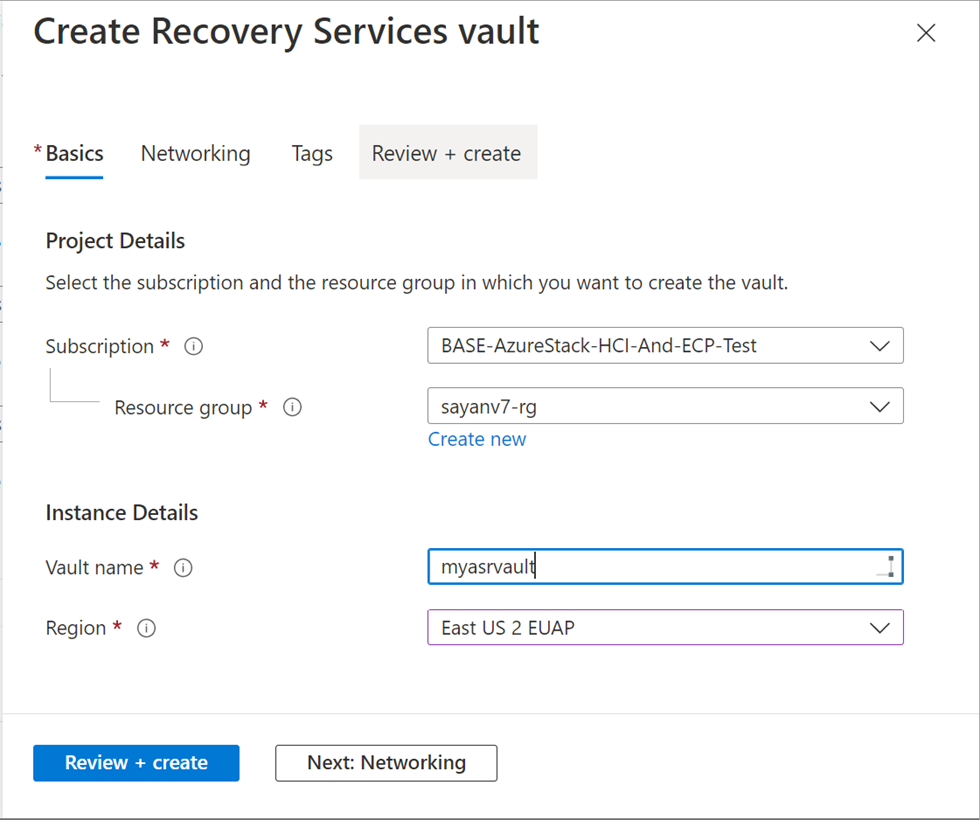 Create Recovery Services vault
* Basics Networking Tags Review + create
Project Details
Select the subscription and the resource group in which you want to create the vault.
Subscription * BASE-AzureStack-HCI-And-ECP-Test
Resource group * sayanv7-rg
Create new
Instance Details
Vault name * myasrvault
Region * East US 2 EUAP
Review + create Next: Networking